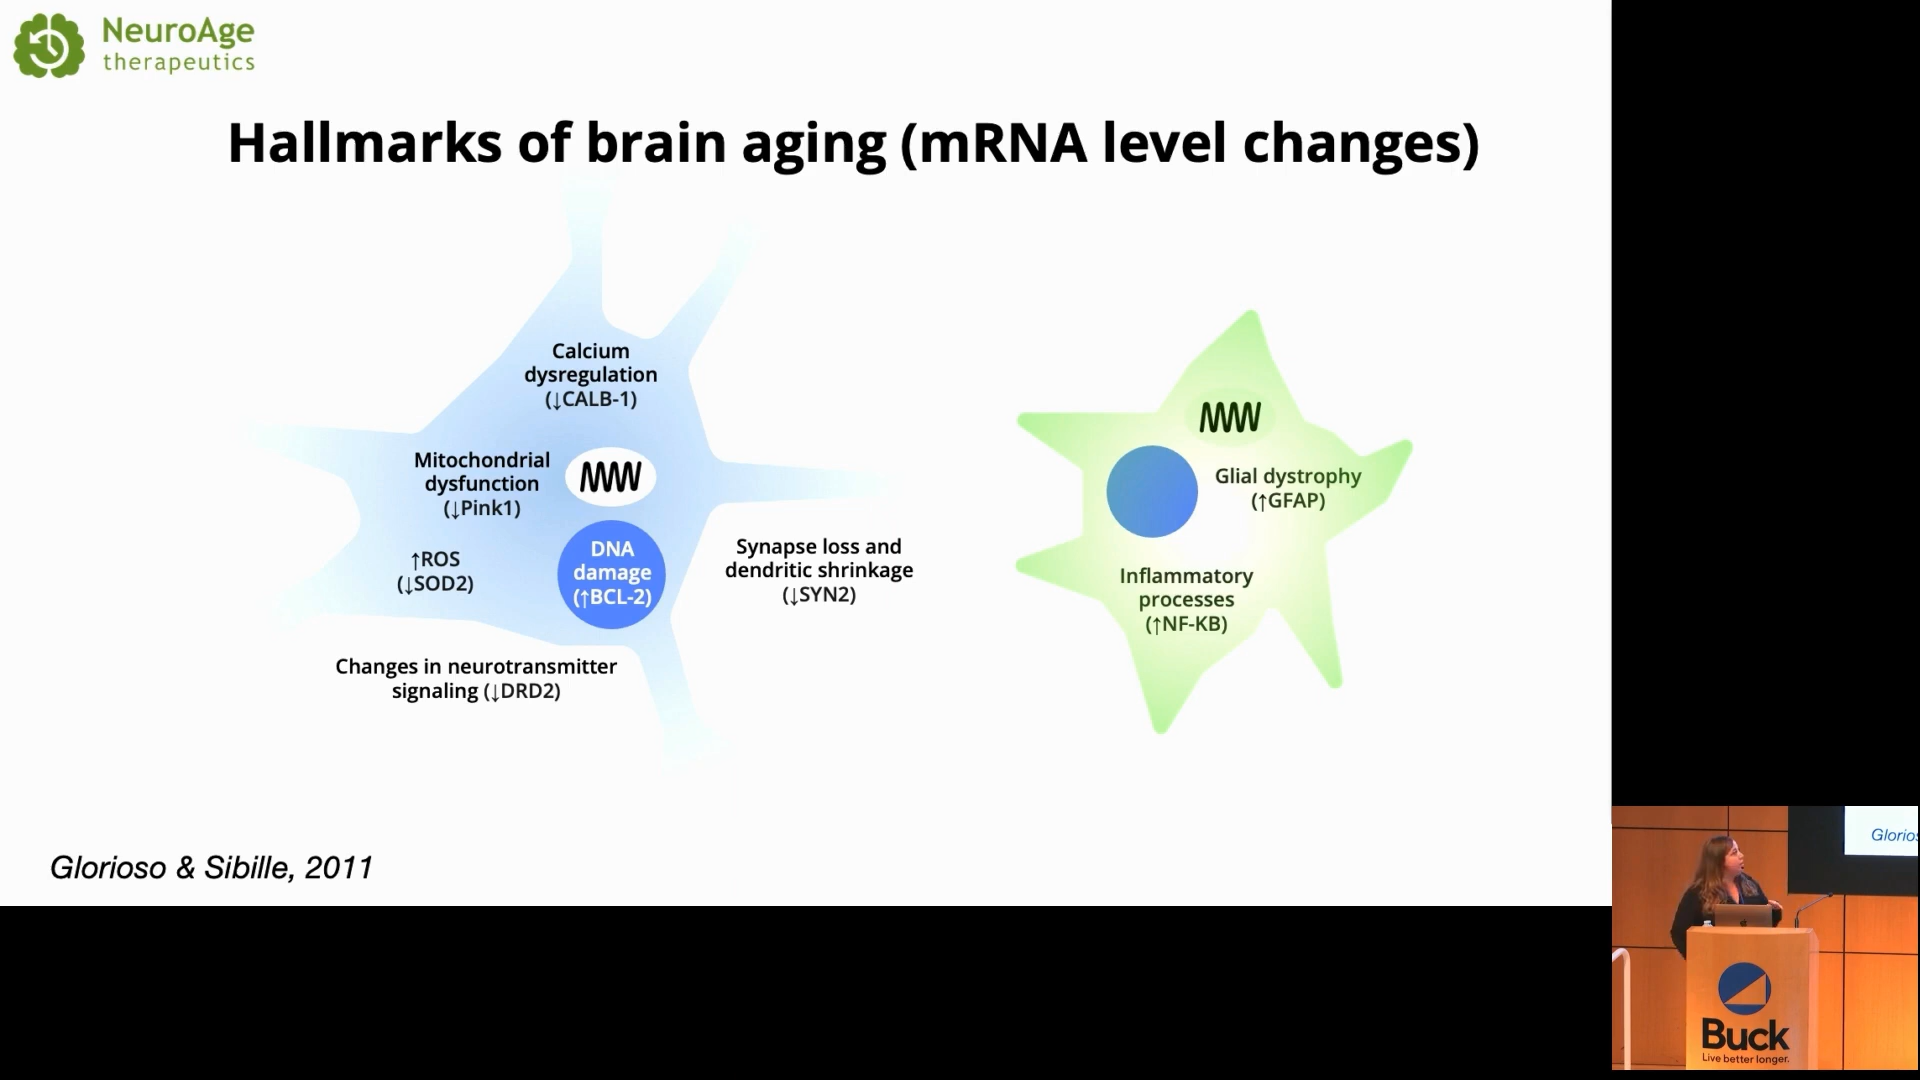 NeuroAge
therapeutics
Hallmarks of brain aging (mRNA level changes)
Calcium
dysregulation
(↓CALB-1)
Mitochondrial
dysfunction
(↓Pink1)
↑ROS
(↓SOD2)
DNA
damage
(↑BCL-2)
Synapse loss and
dendritic shrinkage
(↓SYN2)
Changes in neurotransmitter
signaling (↓DRD2)
Glial dystrophy
(↑GFAP)
Inflammatory
processes
(↑NF-KB)
Glorioso & Sibille, 2011
Glorios
Buck
Live better longer.